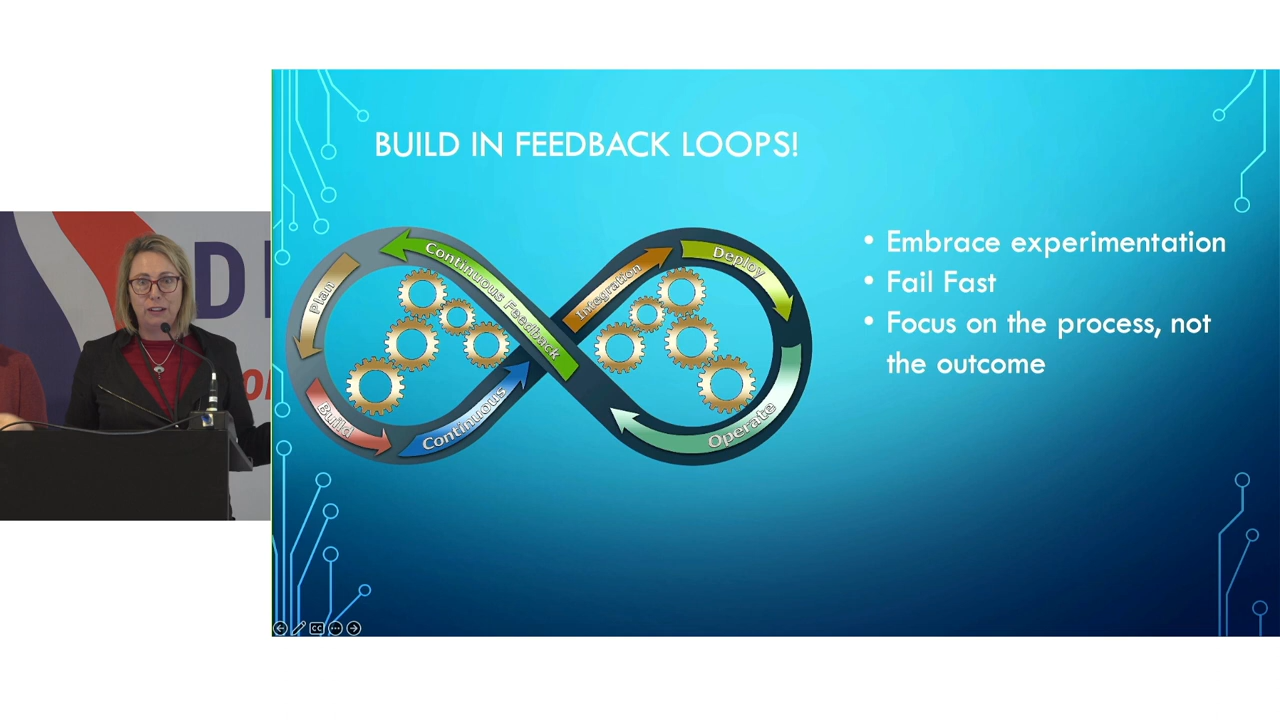 BUILD IN FEEDBACK LOOPS!
Continuous Feedback
Plan
Build
Continuous
Integration
Deploy
Operate
• Embrace experimentation
• Fail Fast
• Focus on the process, not
the outcome
D
CC